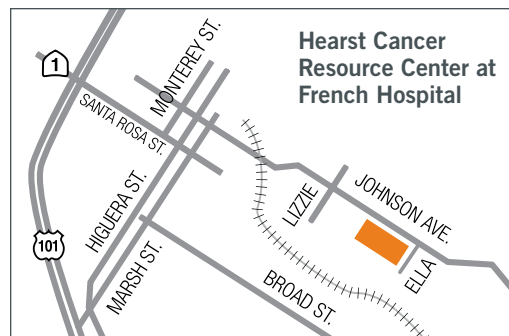 Hearst Cancer
Resource Center at
French Hospital
1
MONTEREY ST.
SANTA ROSA ST.
HIGUERA ST.
LIZZIE
JOHNSON AVE.
101
MARSH ST.
BROAD ST.
ELLA